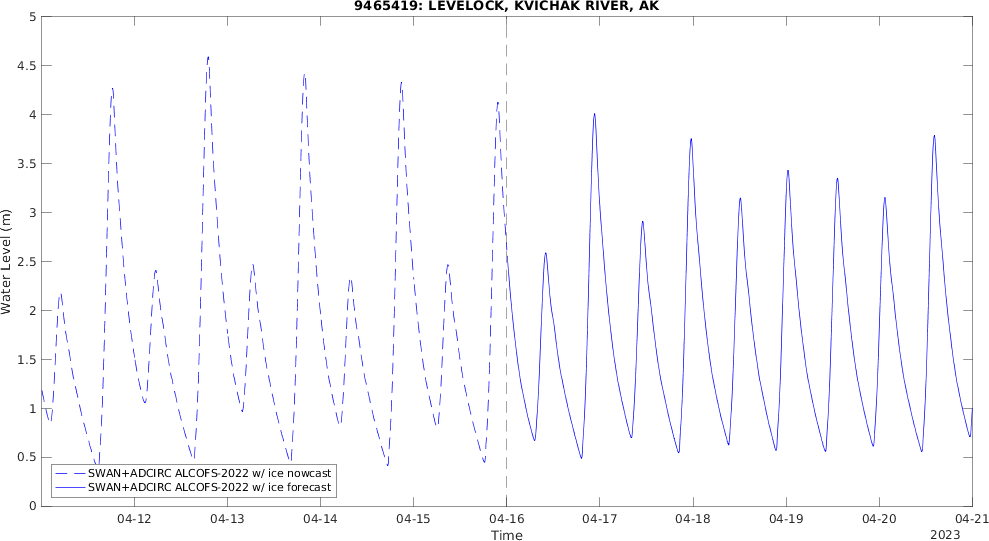 9465419: LEVELOCK, KVICHAK RIVER, AK
Water Level (m)
5
4.5
4
3.5
3
2.5
2
1.5
1
0.5
0
SWAN+ADCIRC ALCOFS-2022 w/ ice nowcast
SWAN+ADCIRC ALCOFS-2022 w/ ice forecast
04-12 04-13 04-14 04-15 04-16 04-17 04-18 04-19 04-20 04-21
Time
2023